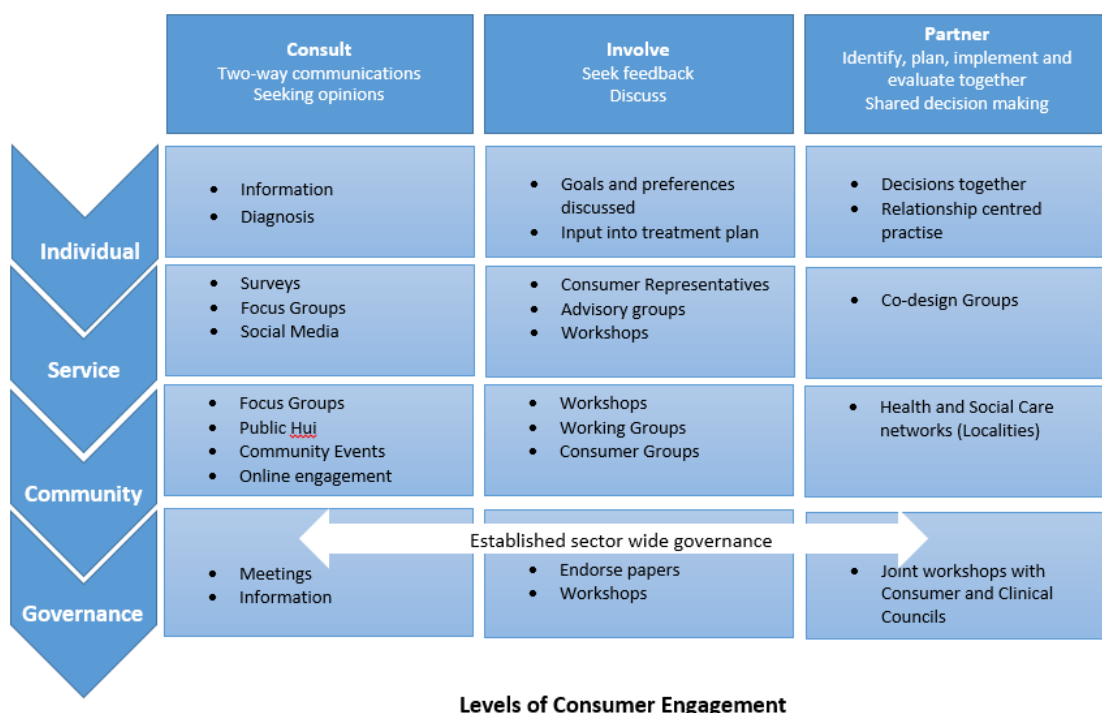 Consult
Two-way communications
Seeking opinions
Involve
Seek feedback
Discuss
Partner
Identify, plan, implement and
evaluate together
Shared decision making
Individual
• Information
• Diagnosis
• Goals and preferences
discussed
• Input into treatment plan
• Decisions together
• Relationship centred
practise
Service
• Surveys
• Focus Groups
• Social Media
• Consumer Representatives
• Advisory groups
• Workshops
• Co-design Groups
Community
• Focus Groups
• Public Hui
• Community Events
• Online engagement
• Workshops
• Working Groups
• Consumer Groups
• Health and Social Care
networks (Localities)
Established sector wide governance
Governance
• Meetings
• Information
• Endorse papers
• Workshops
• Joint workshops with
Consumer and Clinical
Councils
Levels of Consumer Engagement